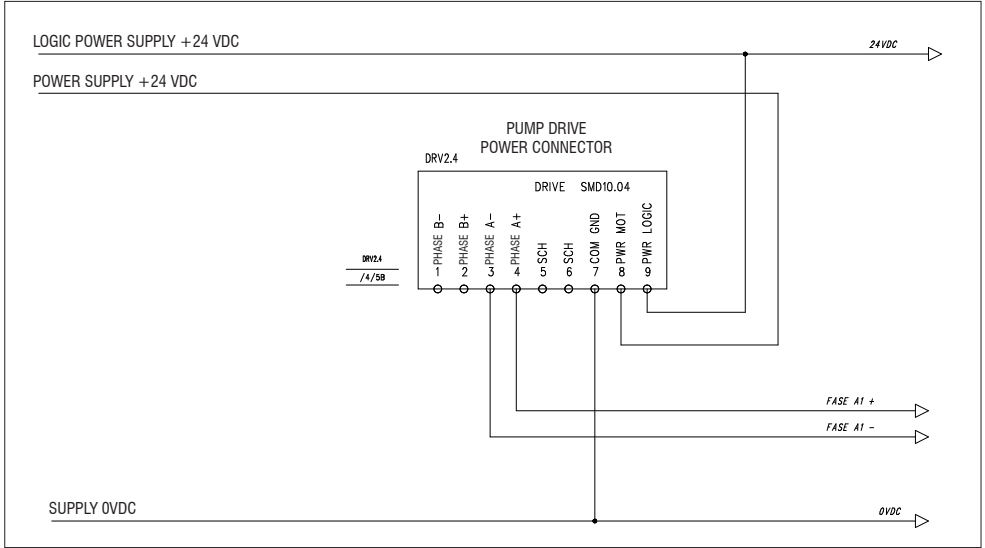 LOGIC POWER SUPPLY +24 VDC
24VDC
POWER SUPPLY +24 VDC
PUMP DRIVE
POWER CONNECTOR
DRV2.4
DRIVE SMD10.04
PHASE B-
PHASE B+
PHASE A-
PHASE A+
SCH
SCH
COM GND
PWR MOT
PWR LOGIC
1 2 3 4 5 6 7 8 9
DRV2.4
/4/5B
FASE A1 +
FASE A1 -
SUPPLY 0VDC
0VDC